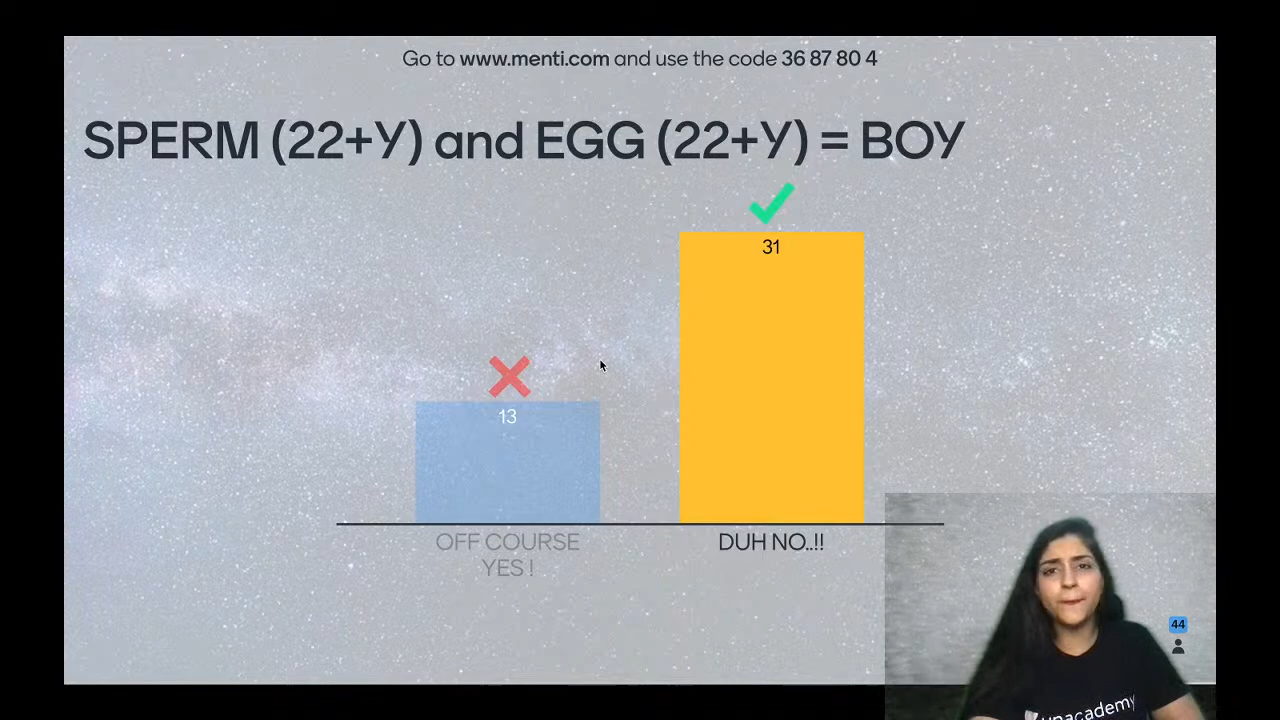 Go to www.menti.com and use the code 36 87 80 4
SPERM (22+Y) and EGG (22+Y) = BOY
31
13
OFF COURSE
YES !
DUH NO..!!
44
unacademy